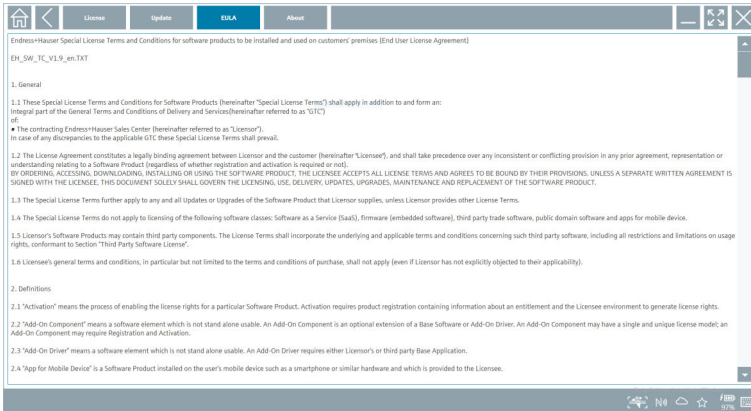 License
Update
EULA
About
Endress+Hauser Special License Terms and Conditions for software products to be installed and used on customers' premises (End User License Agreement)
EH_SW_TC_V1.9_en.TXT
1. General
1.1 These Special License Terms and Conditions for Software Products (hereinafter "Special License Terms") shall apply in addition to and form an:
Integral part of the General Terms and Conditions of Delivery and Services(hereinafter referred to as "GTC")
of:
● The contracting Endress+Hauser Sales Center (hereinafter referred to as "Licensor").
In case of any discrepancies to the applicable GTC these Special License Terms shall prevail.
1.2 The License Agreement constitutes a legally binding agreement between Licensor and the customer (hereinafter "Licensee"), and shall take precedence over any inconsistent or conflicting provision in any prior agreement, representation or
understanding relating to a Software Product (regardless of whether registration and activation is required or not).
BY ORDERING, ACCESSING, DOWNLOADING, INSTALLING OR USING THE SOFTWARE PRODUCT, THE LICENSEE ACCEPTS ALL LICENSE TERMS AND AGREES TO BE BOUND BY THEIR PROVISIONS. UNLESS A SEPARATE WRITTEN AGREEMENT IS
SIGNED WITH THE LICENSEE, THIS DOCUMENT SOLELY SHALL GOVERN THE LICENSING, USE, DELIVERY, UPDATES, UPGRADES, MAINTENANCE AND REPLACEMENT OF THE SOFTWARE PRODUCT.
1.3 The Special License Terms further apply to any and all Updates or Upgrades of the Software Product that Licensor supplies, unless Licensor provides other License Terms.
1.4 The Special License Terms do not apply to licensing of the following software classes: Software as a Service (SaaS), firmware (embedded software), third party trade software, public domain software and apps for mobile device.
1.5 Licensor's Software Products may contain third party components. The License Terms shall incorporate the underlying and applicable terms and conditions concerning such third party software, including all restrictions and limitations on usage
rights, conformant to Section "Third Party Software License".
1.6 Licensee's general terms and conditions, in particular but not limited to the terms and conditions of purchase, shall not apply (even if Licensor has not explicitly objected to their applicability).
2. Definitions
2.1 "Activation" means the process of enabling the license rights for a particular Software Product. Activation requires product registration containing information about an entitlement and the Licensee environment to generate license rights.
2.2 "Add-On Component" means a software element which is not stand alone usable. An Add-On Component is an optional extension of a Base Software or Add-On Driver. An Add-On Component may have a single and unique license model; an
Add-On Component may require Registration and Activation.
2.3 "Add-On Driver" means a software element which is not stand alone usable. An Add-On Driver requires either Licensor's or third party Base Application.
2.4 "App for Mobile Device" is a Software Product installed on the user's mobile device such as a smartphone or similar hardware and which is provided to the Licensee.
97%